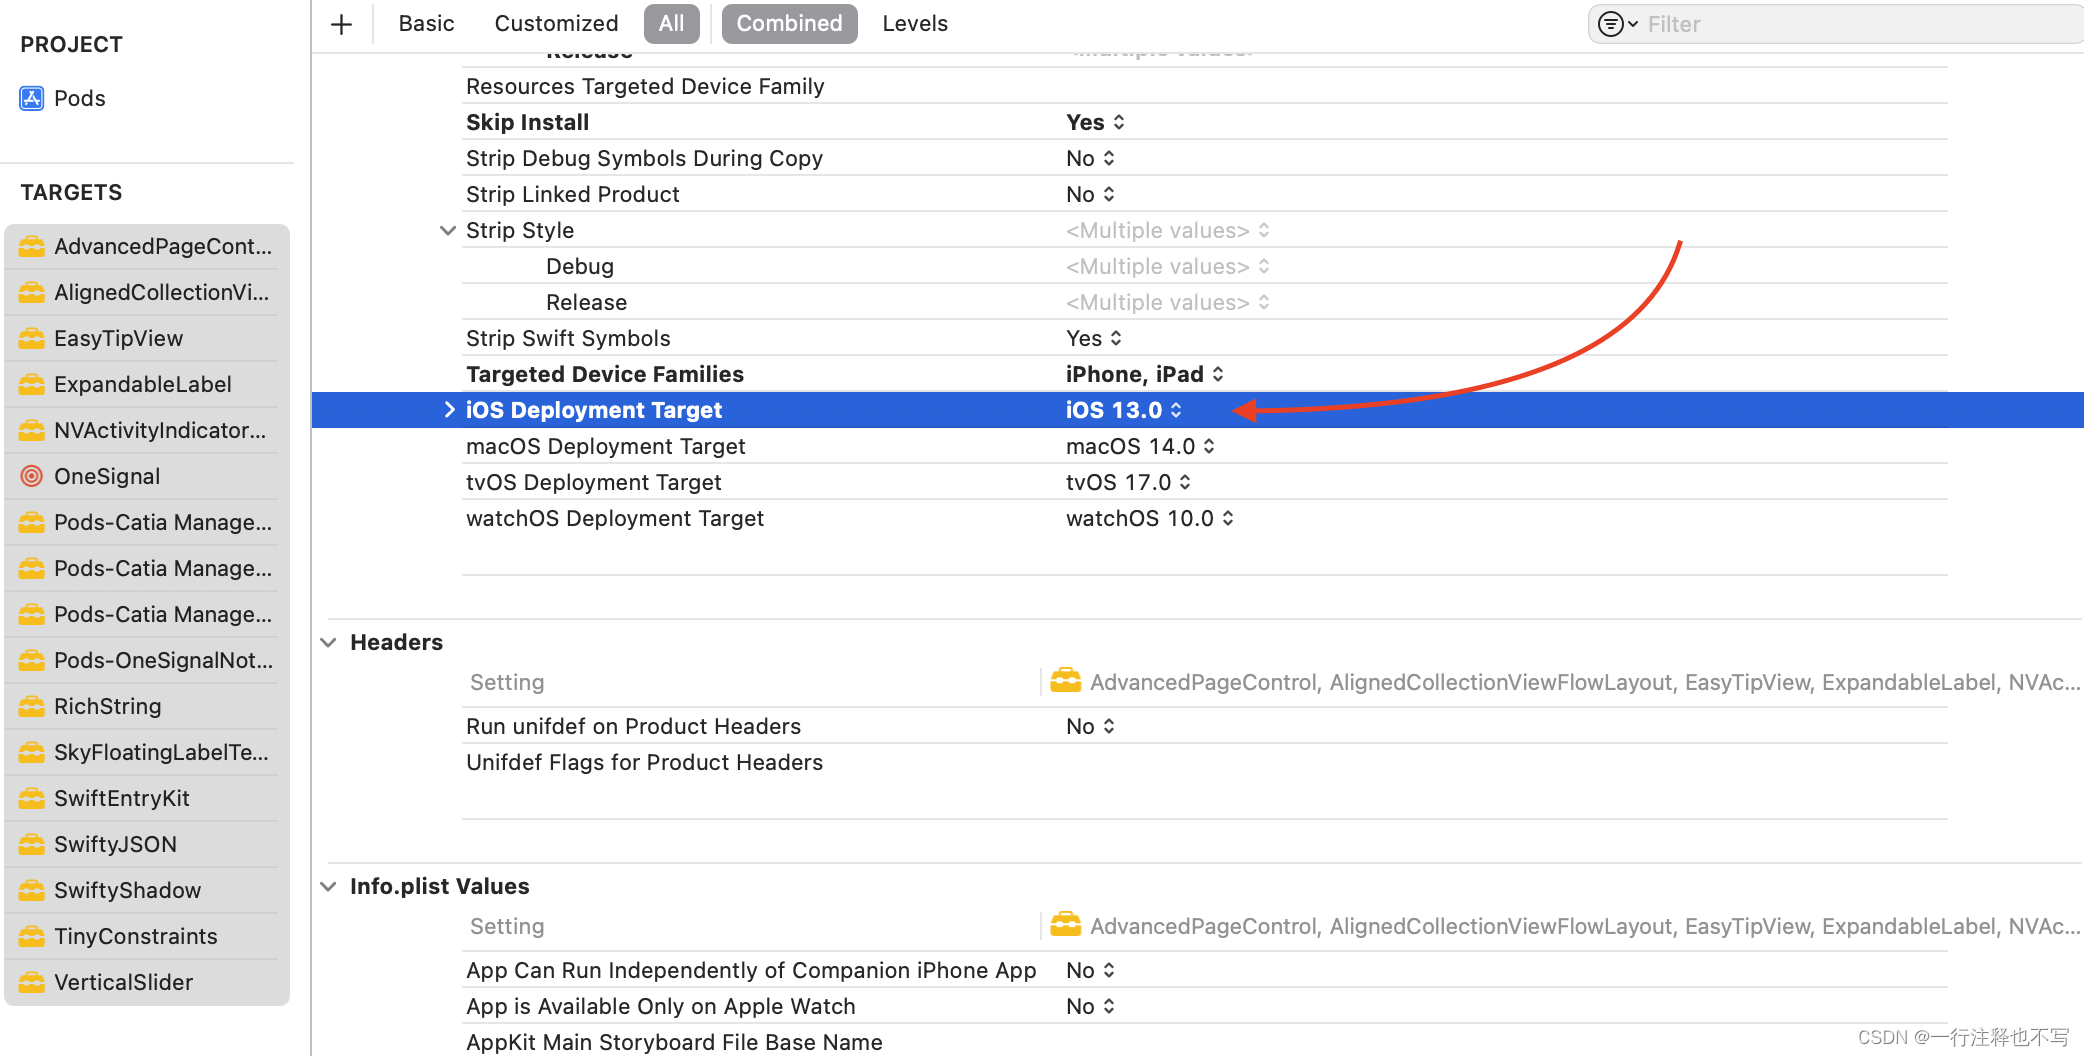 Basic Customized All Combined Levels Filter
PROJECT
Pods
TARGETS
AdvancedPageCont...
AlignedCollectionVi...
EasyTipView
ExpandableLabel
NVActivityIndicator...
OneSignal
Pods-Catia Manage...
Pods-Catia Manage...
Pods-Catia Manage...
Pods-OneSignalNot...
RichString
SkyFloatingLabelTe...
SwiftEntryKit
SwiftyJSON
SwiftyShadow
TinyConstraints
VerticalSlider
Release <Multiple values>
Resources Targeted Device Family
Skip Install Yes
Strip Debug Symbols During Copy No
Strip Linked Product No
Strip Style <Multiple values>
Debug <Multiple values>
Release <Multiple values>
Strip Swift Symbols Yes
Targeted Device Families iPhone, iPad
iOS Deployment Target iOS 13.0
macOS Deployment Target macOS 14.0
tvOS Deployment Target tvOS 17.0
watchOS Deployment Target watchOS 10.0
Headers
Setting AdvancedPageControl, AlignedCollectionViewFlowLayout, EasyTipView, ExpandableLabel, NVAc...
Run unifdef on Product Headers No
Unifdef Flags for Product Headers
Info.plist Values
Setting AdvancedPageControl, AlignedCollectionViewFlowLayout, EasyTipView, ExpandableLabel, NVAc...
App Can Run Independently of Companion iPhone App No
App is Available Only on Apple Watch No
AppKit Main Storyboard File Base Name
CSDN @一行注释也不写